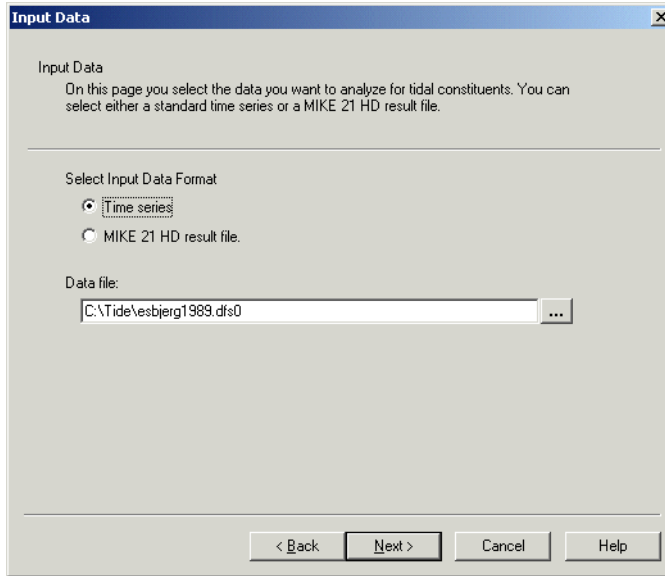 Input Data
Input Data
On this page you select the data you want to analyze for tidal constituents. You can
select either a standard time series or a MIKE 21 HD result file.
Select Input Data Format
Time series
MIKE 21 HD result file.
Data file:
C:\Tide\esbjerg1989.dfs0
...
< Back
Next >
Cancel
Help